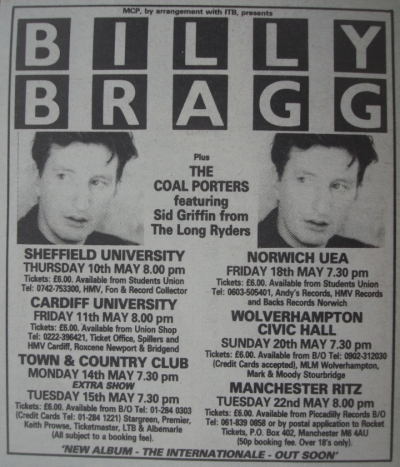 MCP, by arrangement with ITB, presents
BILLY
BRAGG
Plus
THE
COAL PORTERS
featuring
Sid Griffin from
The Long Ryders
SHEFFIELD UNIVERSITY
THURSDAY 10th MAY 8.00 pm
Tickets: £6.00. Available from Students Union
Tel: 0742-753300, HMV, Fon & Record Collector
CARDIFF UNIVERSITY
FRIDAY 11th MAY 8.00 pm
Tickets: £6.00. Available from Union Shop
Tel: 0222-396421, Ticket Office, Spillers and
HMV Cardiff, Roxcene Newport & Bridgend
TOWN & COUNTRY CLUB
MONDAY 14th MAY 7.30 pm
EXTRA SHOW
TUESDAY 15th MAY 7.30 pm
Tickets: £6.00. Available from B/O Tel: 01-284 0303
(Credit Cards Tel: 01-284 1221) Stargreen, Premier,
Keith Prowse, Ticketmaster, LTB & Albemarle
(All subject to a booking fee).
NORWICH UEA
FRIDAY 18th MAY 7.30 pm
Tickets: £6.00. Available from Students Union
Tel: 0603-505401, Andy's Records, HMV Records
and Backs Records Norwich
WOLVERHAMPTON
CIVIC HALL
SUNDAY 20th MAY 7.30 pm
Tickets: £6.00. Available from B/O Tel: 0902-312030
(Credit Cards accepted), MLM Wolverhampton,
Mark & Moody Stourbridge
MANCHESTER RITZ
TUESDAY 22nd MAY 8.00 pm
Tickets: £6.00. Available from Piccadilly Records B/O
Tel: 061-839 0858 or by postal application to Rocket
Tickets, P.O. Box 402, Manchester M6 4AU
(50p booking fee. Over 18's only).
'NEW ALBUM - THE INTERNATIONALE - OUT SOON'